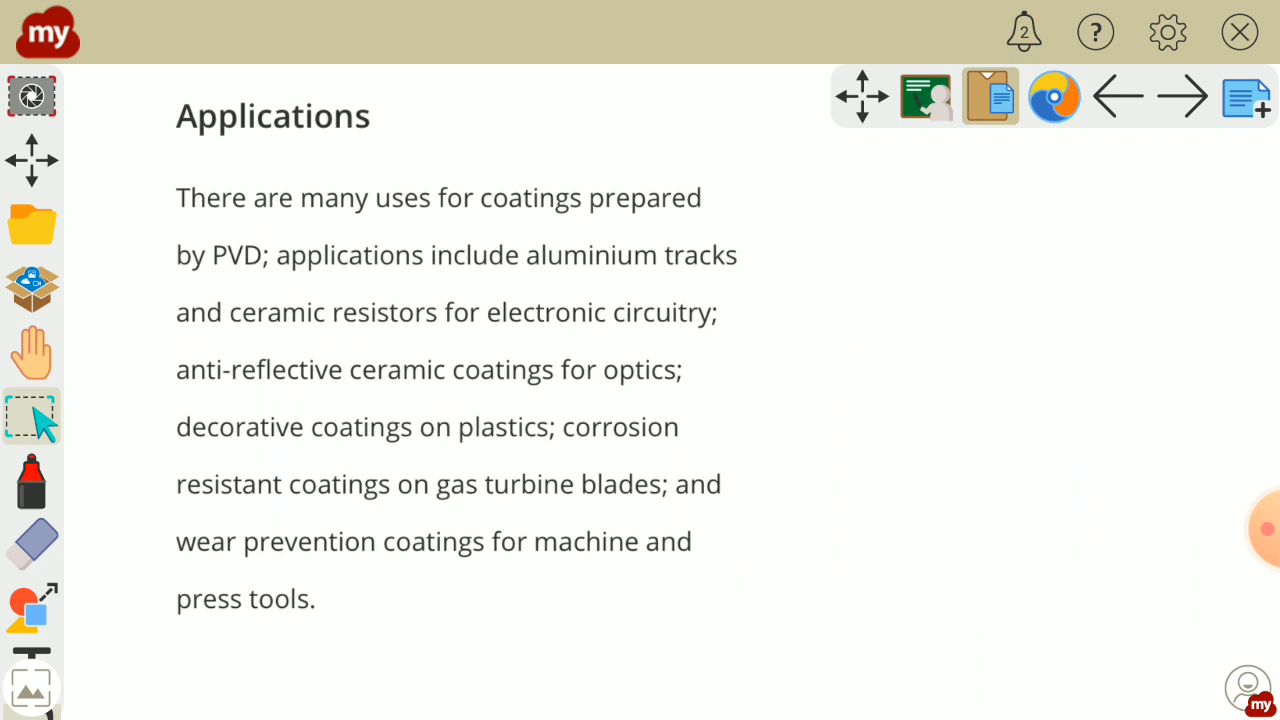 my
2
?
Applications
There are many uses for coatings prepared
by PVD; applications include aluminium tracks
and ceramic resistors for electronic circuitry;
anti-reflective ceramic coatings for optics;
decorative coatings on plastics; corrosion
resistant coatings on gas turbine blades; and
wear prevention coatings for machine and
press tools.
my